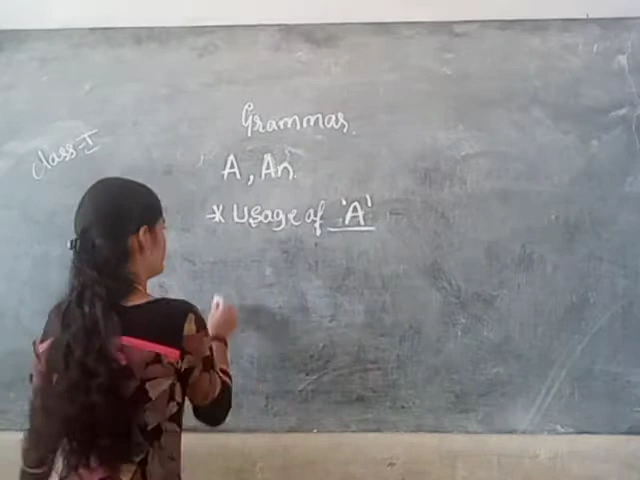 Grammar.
class-I
A, An.
* Usage of 'A'